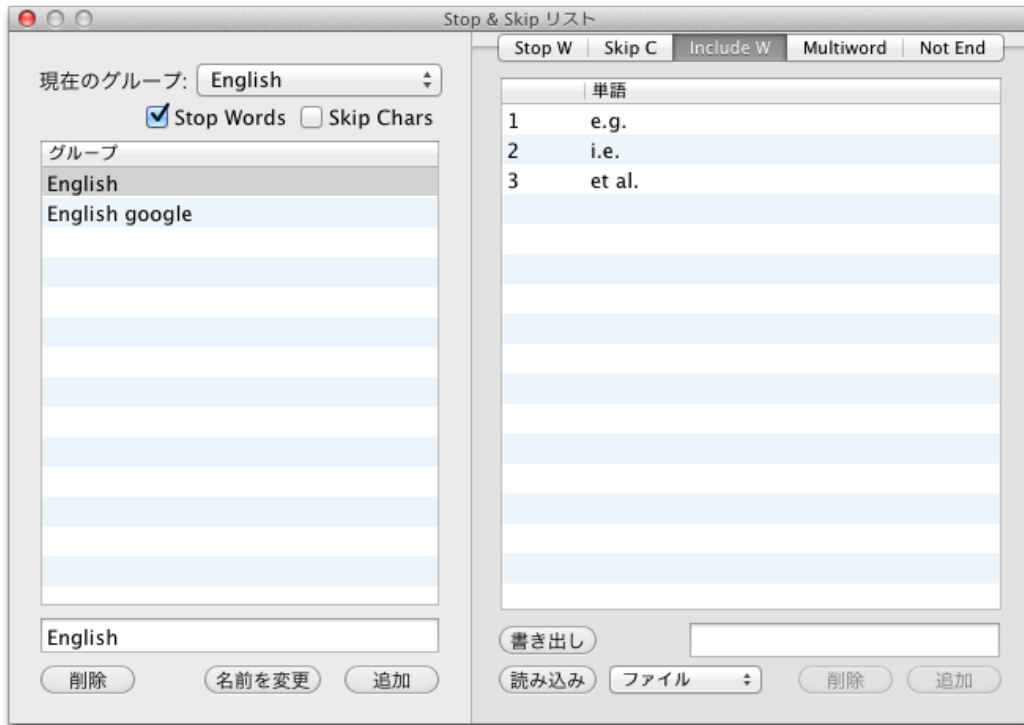 Stop & Skip リスト
現在のグループ: English
Stop Words Skip Chars
グループ
English
English google
English
削除 名前を変更 追加
Stop W Skip C Include W Multiword Not End
単語
1 e.g.
2 i.e.
3 et al.
書き出し
読み込み ファイル 削除 追加